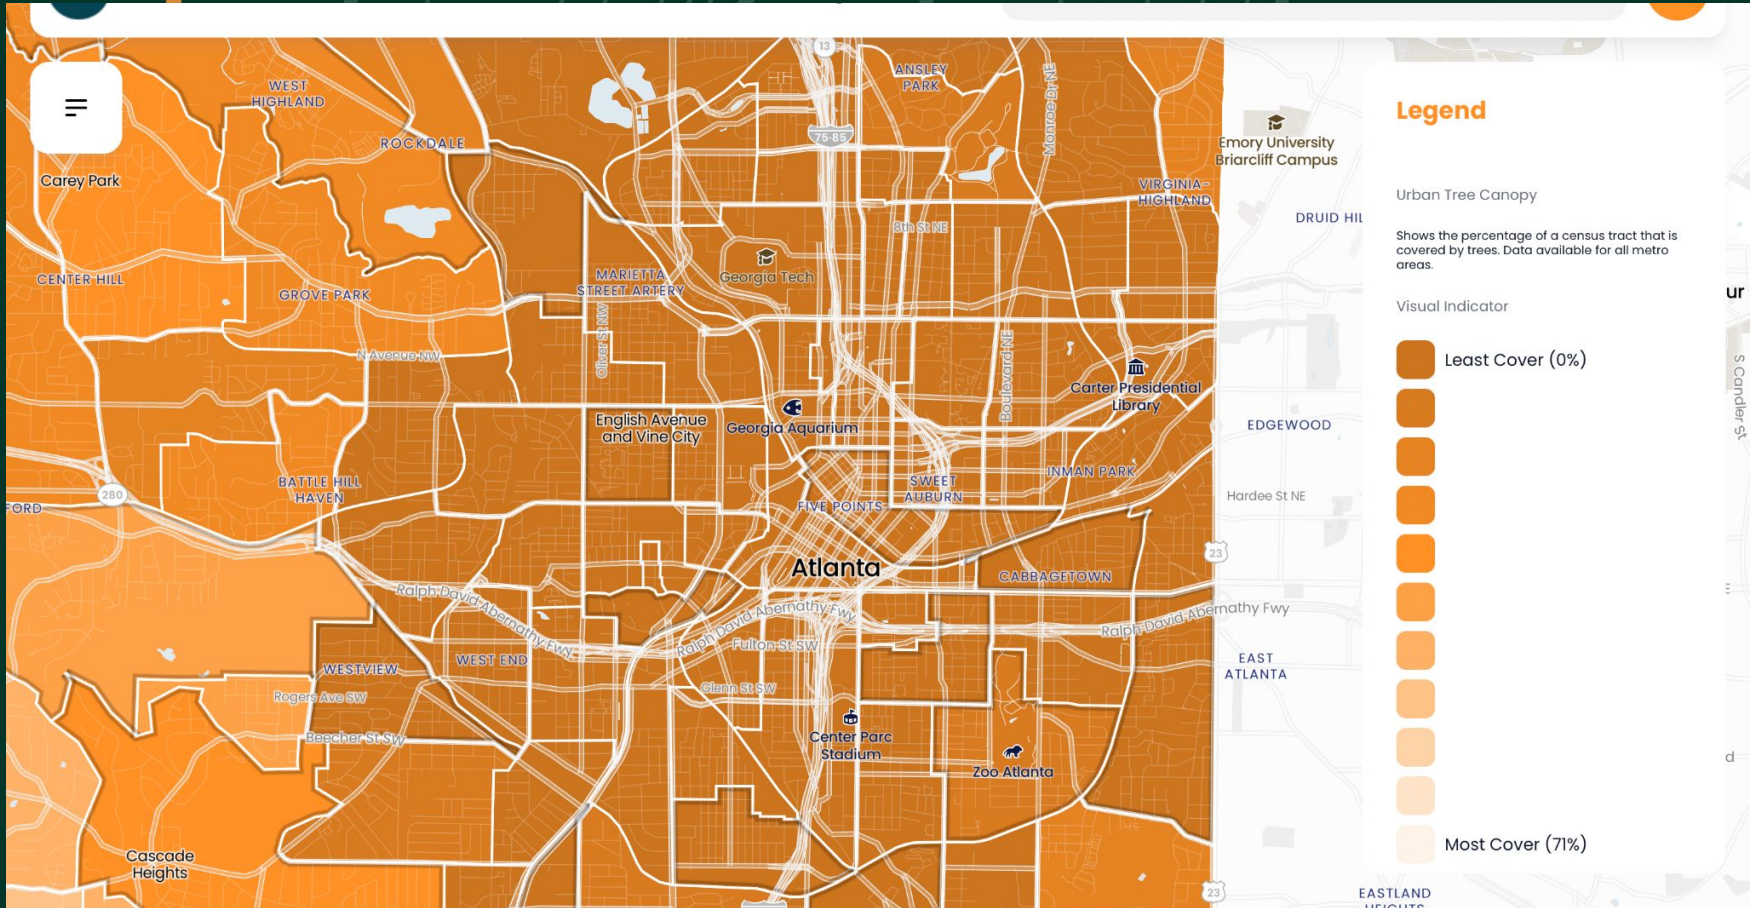 13
ANSLEY
PARK
Monroe Dr NE
WEST
HIGHLAND
75-85
ROCKDALE
Emory University
Briarcliff Campus
Carey Park
VIRGINIA-
HIGHLAND
DRUID HIL
8th St NE
CENTER HILL
GROVE PARK
MARIETTA
STREET ARTERY
Georgia Tech
Oliver St NW
N Avenue NW
Boulevard NE
Carter Presidential
Library
English Avenue
and Vine City
Georgia Aquarium
EDGEWOOD
BATTLE HILL
HAVEN
280
FORD
INMAN PARK
SWEET
AUBURN
FIVE POINTS
Hardee St NE
23
Atlanta
CABBAGETOWN
Ralph David Abernathy Fwy
Ralph David Abernathy Fwy
Ralph David Abernathy Fwy
Fulton St SW
WEST END
WESTVIEW
EAST
ATLANTA
Rogers Ave SW
Glenn St SW
Beecher St SW
Center Parc
Stadium
Zoo Atlanta
Cascade
Heights
23
EASTLAND
HEIGHTS
Legend
Urban Tree Canopy
Shows the percentage of a census tract that is
covered by trees. Data available for all metro
areas.
Visual Indicator
Least Cover (0%)
Most Cover (71%)
ur
S Candler St
d